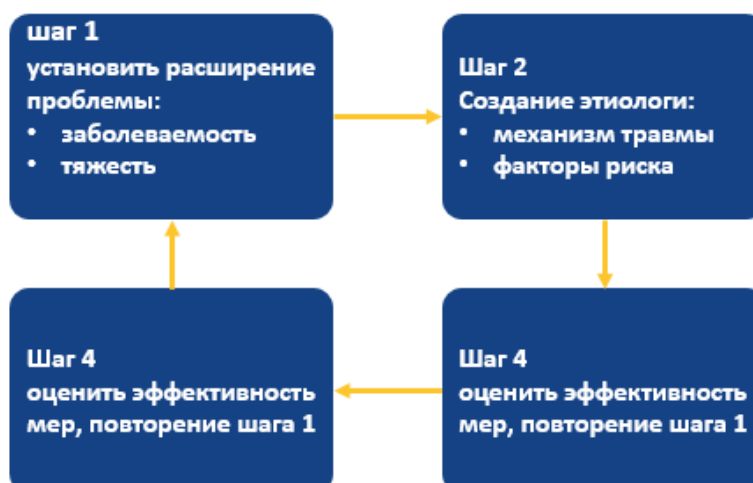 шаг 1
установить расширение
проблемы:
• заболеваемость
• тяжесть
Шаг 2
Создание этиологи:
• механизм травмы
• факторы риска
Шаг 4
оценить эффективность
мер, повторение шага 1
Шаг 4
оценить эффективность
мер, повторение шага 1